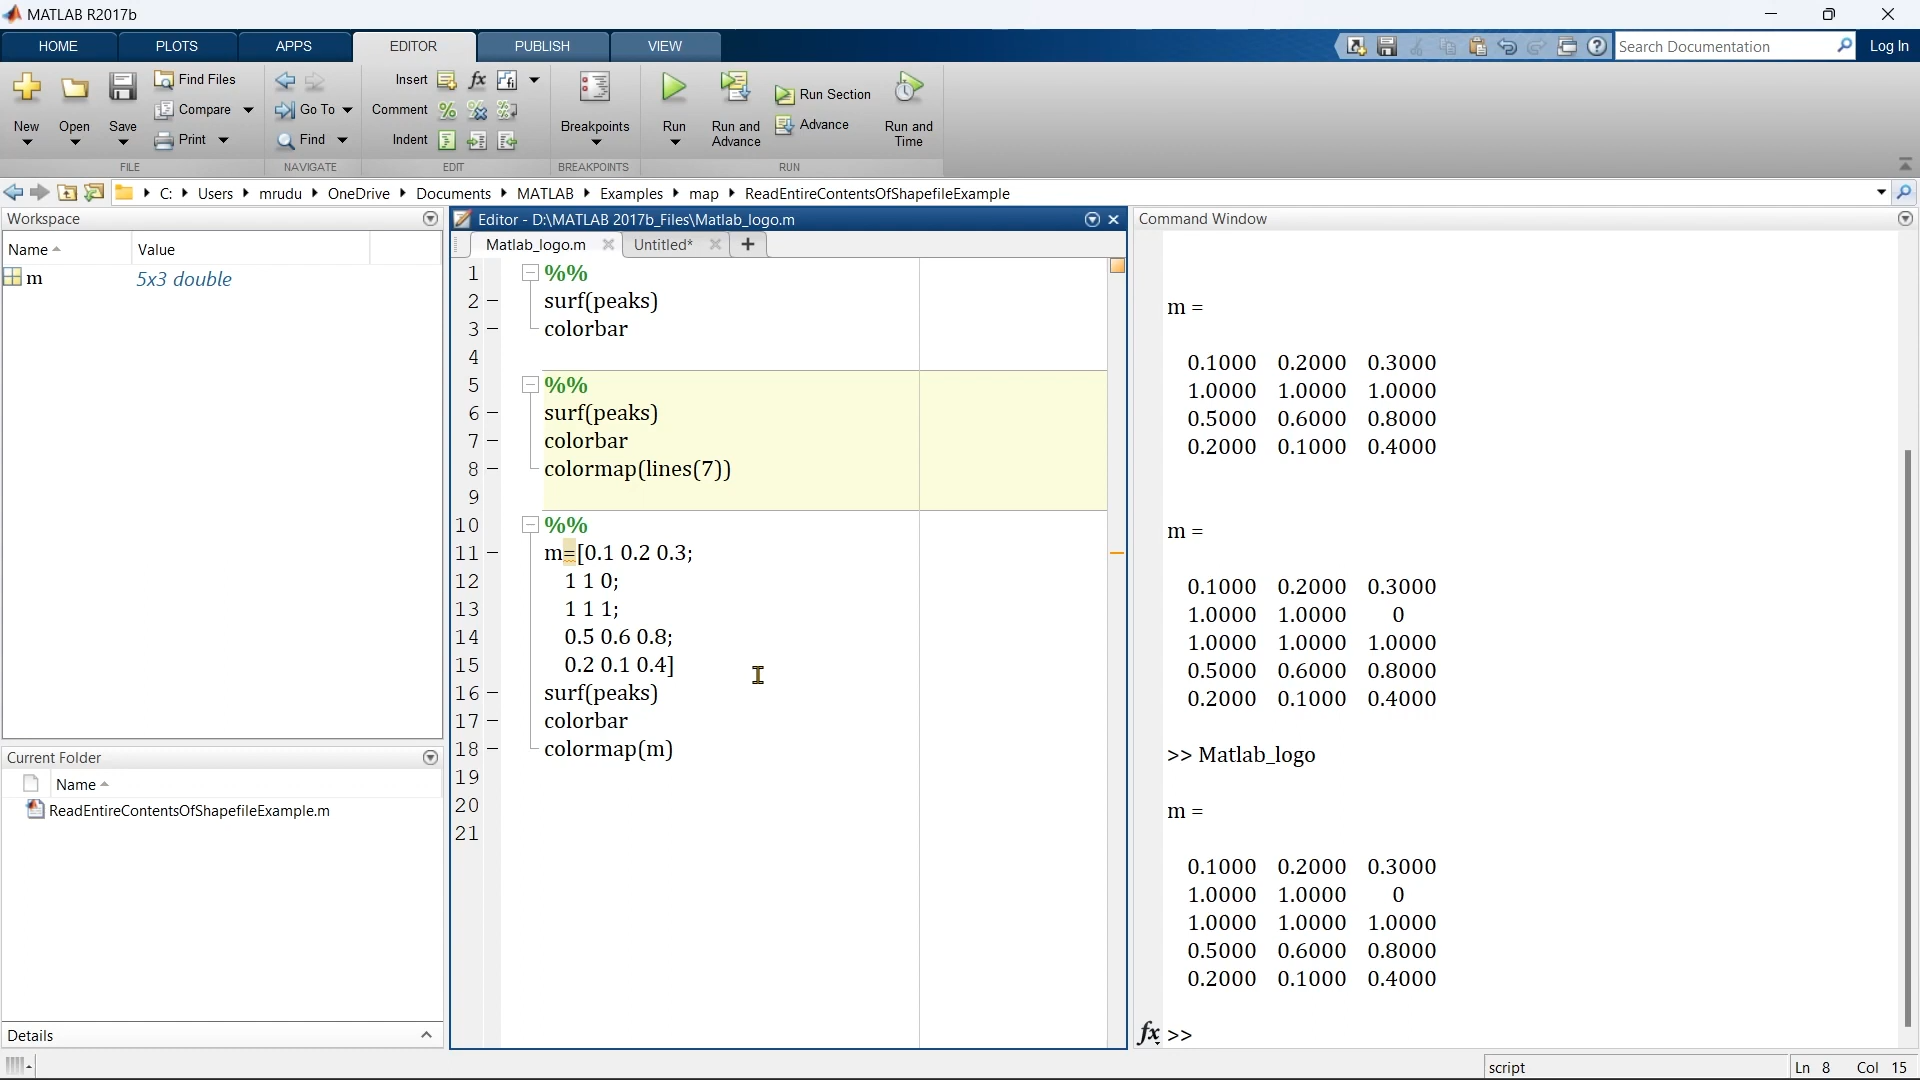 MATLAB R2017b
HOME PLOTS APPS EDITOR PUBLISH VIEW
Search Documentation
Log In
New
Open
Save
Find Files
Compare
Print
FILE
Go To
Find
NAVIGATE
Insert
Comment
Indent
EDIT
Breakpoints
BREAKPOINTS
Run
Run and Advance
Run Section
Advance
Run and Time
RUN
C: Users mrudu OneDrive Documents MATLAB Examples map ReadEntireContentsOfShapefileExample
Workspace
Name Value
m 5x3 double
Current Folder
Name
ReadEntireContentsOfShapefileExample.m
Details
Editor - D:\MATLAB 2017b_Files\Matlab_logo.m
Matlab_logo.m Untitled*
1 %%
2 surf(peaks)
3 colorbar
4
5 %%
6 surf(peaks)
7 colorbar
8 colormap(lines(7))
9
10 %%
11 m=[0.1 0.2 0.3;
12 1 1 0;
13 1 1 1;
14 0.5 0.6 0.8;
15 0.2 0.1 0.4]
16 surf(peaks)
17 colorbar
18 colormap(m)
19
20
21
Command Window
m =
0.1000 0.2000 0.3000
1.0000 1.0000 1.0000
0.5000 0.6000 0.8000
0.2000 0.1000 0.4000
m =
0.1000 0.2000 0.3000
1.0000 1.0000 0
1.0000 1.0000 1.0000
0.5000 0.6000 0.8000
0.2000 0.1000 0.4000
>> Matlab_logo
m =
0.1000 0.2000 0.3000
1.0000 1.0000 0
1.0000 1.0000 1.0000
0.5000 0.6000 0.8000
0.2000 0.1000 0.4000
fx >>
script
Ln 8 Col 15